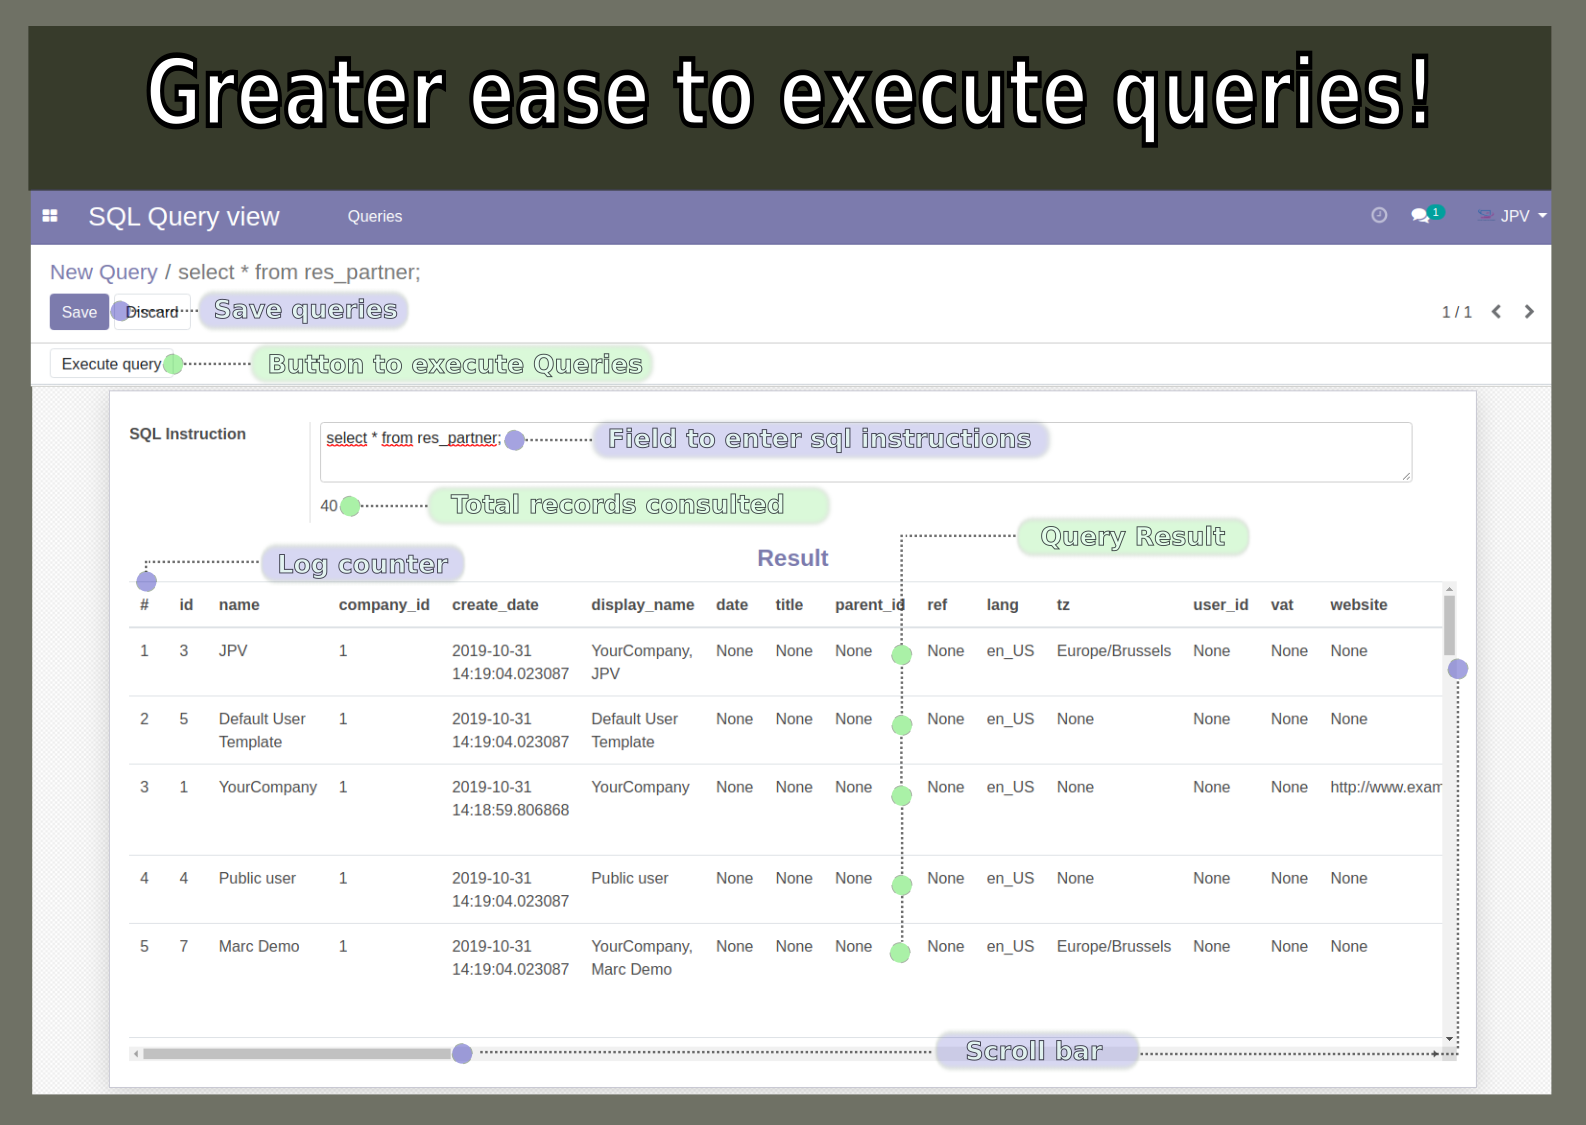 Greater ease to execute queries!
SQL Query view Queries 1 JPV
New Query / select * from res_partner;
Save Discard Save queries 1 / 1
Execute query Button to execute Queries
SQL Instruction select * from res_partner; Field to enter sql instructions
40 Total records consulted
Query Result
Log counter Result
# id name company_id create_date display_name date title parent_id ref lang tz user_id vat website
1 3 JPV 1 2019-10-31 YourCompany, None None None None en_US Europe/Brussels None None None
14:19:04.023087 JPV
2 5 Default User 1 2019-10-31 Default User None None None None en_US None None None None
Template 14:19:04.023087 Template
3 1 YourCompany 1 2019-10-31 YourCompany None None None None en_US None None None http://www.exam
14:18:59.806868
4 4 Public user 1 2019-10-31 Public user None None None None en_US None None None None
14:19:04.023087
5 7 Marc Demo 1 2019-10-31 YourCompany, None None None None en_US Europe/Brussels None None None
14:19:04.023087 Marc Demo
Scroll bar